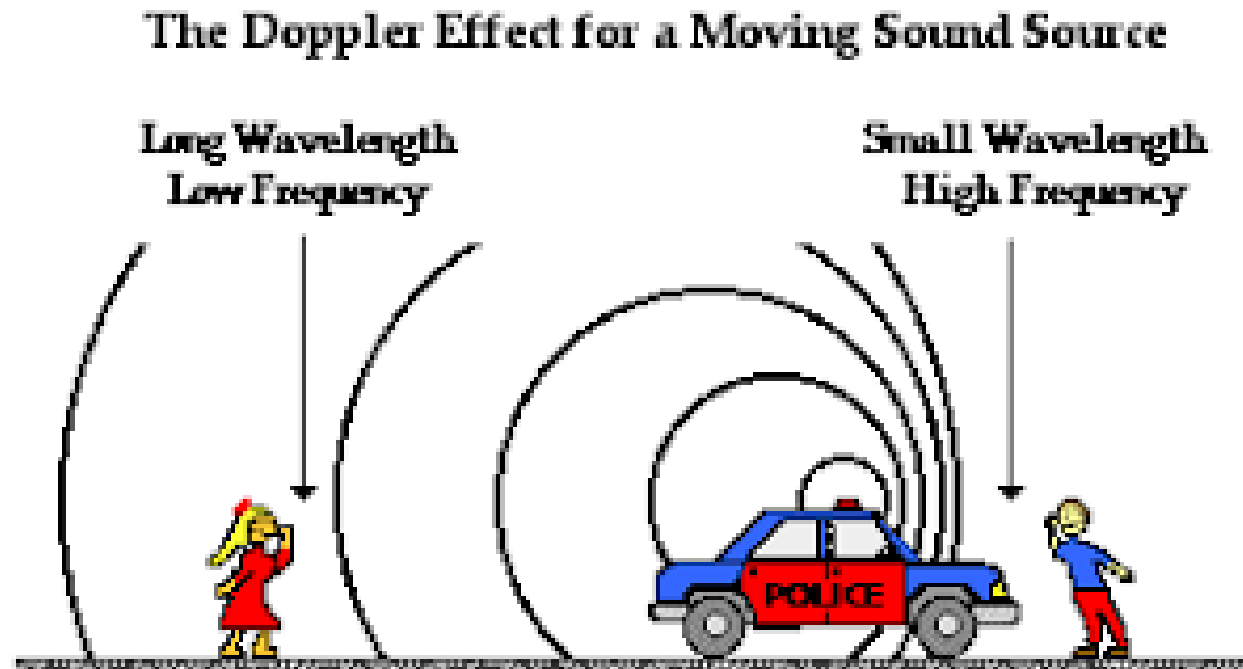 The Doppler Effect for a Moving Sound Source
Long Wavelength
Low Frequency
Small Wavelength
High Frequency
POLICE